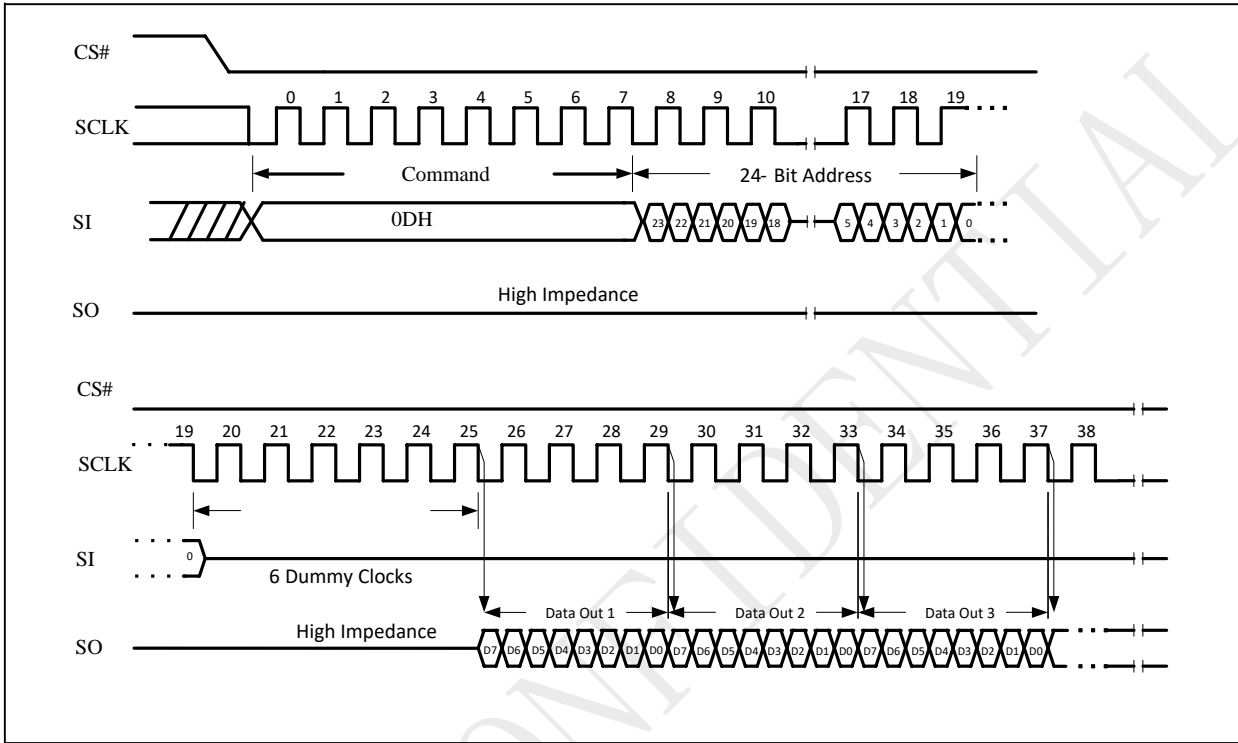 CS#
0 1 2 3 4 5 6 7 8 9 10 17 18 19
SCLK
Command 24- Bit Address
SI 0DH 23 22 21 20 19 18 5 4 3 2 1 0
High Impedance
SO
CS#
19 20 21 22 23 24 25 26 27 28 29 30 31 32 33 34 35 36 37 38
SCLK
SI 0
6 Dummy Clocks
Data Out 1 Data Out 2 Data Out 3
High Impedance
SO D7 D6 D5 D4 D3 D2 D1 D0 D7 D6 D5 D4 D3 D2 D1 D0 D7 D6 D5 D4 D3 D2 D1 D0
ONFIDENTIAL